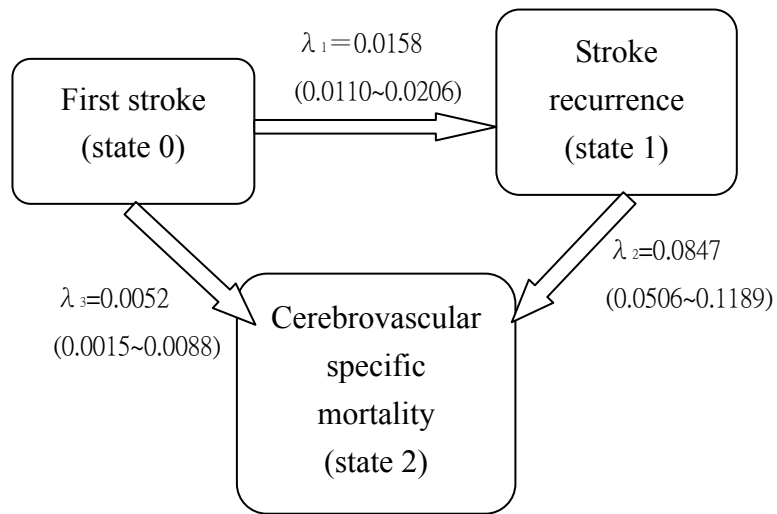 λ₁＝0.0158
(0.0110~0.0206)
First stroke
(state 0)
Stroke
recurrence
(state 1)
λ₂=0.0847
(0.0506~0.1189)
λ₃=0.0052
(0.0015~0.0088)
Cerebrovascular
specific
mortality
(state 2)